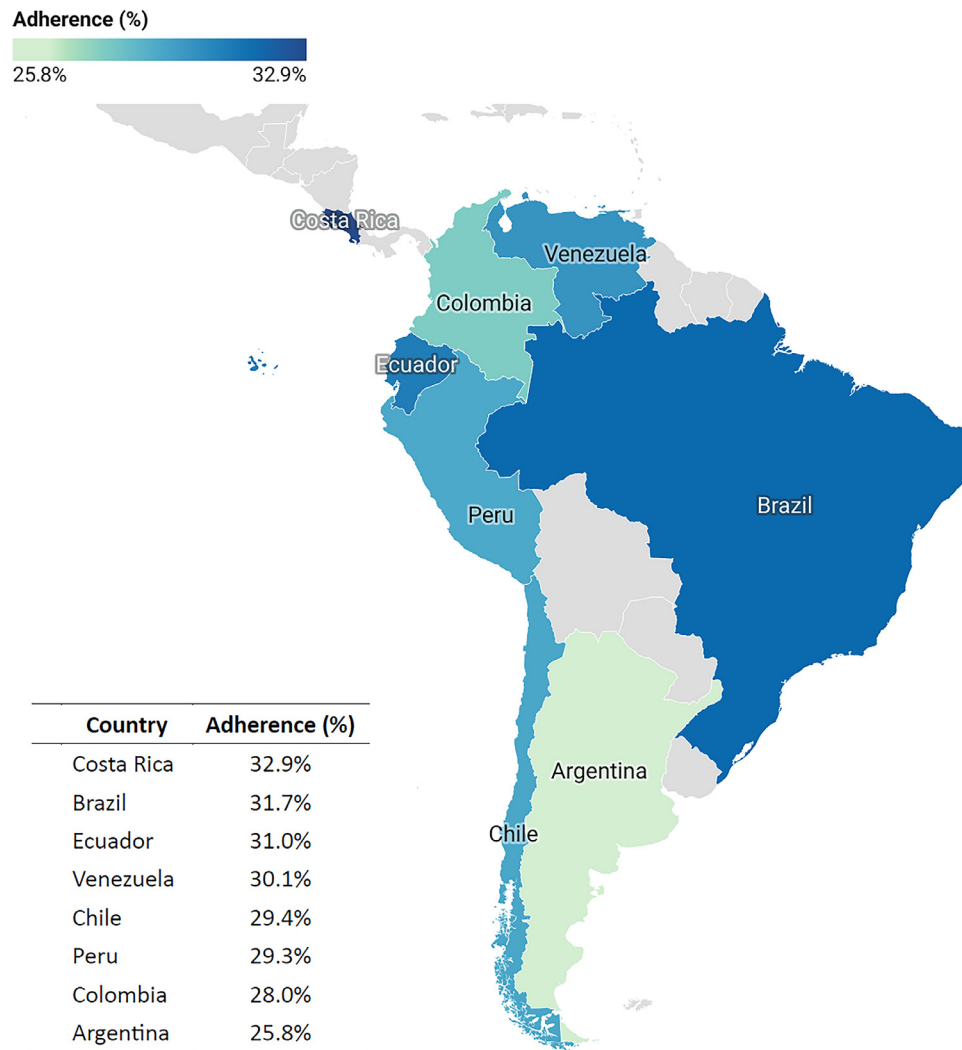 Adherence (%)
25.8% 32.9%
Costa Rica
Venezuela
Colombia
Ecuador
Peru
Brazil
Argentina
Chile
Country Adherence (%)
Costa Rica 32.9%
Brazil 31.7%
Ecuador 31.0%
Venezuela 30.1%
Chile 29.4%
Peru 29.3%
Colombia 28.0%
Argentina 25.8%